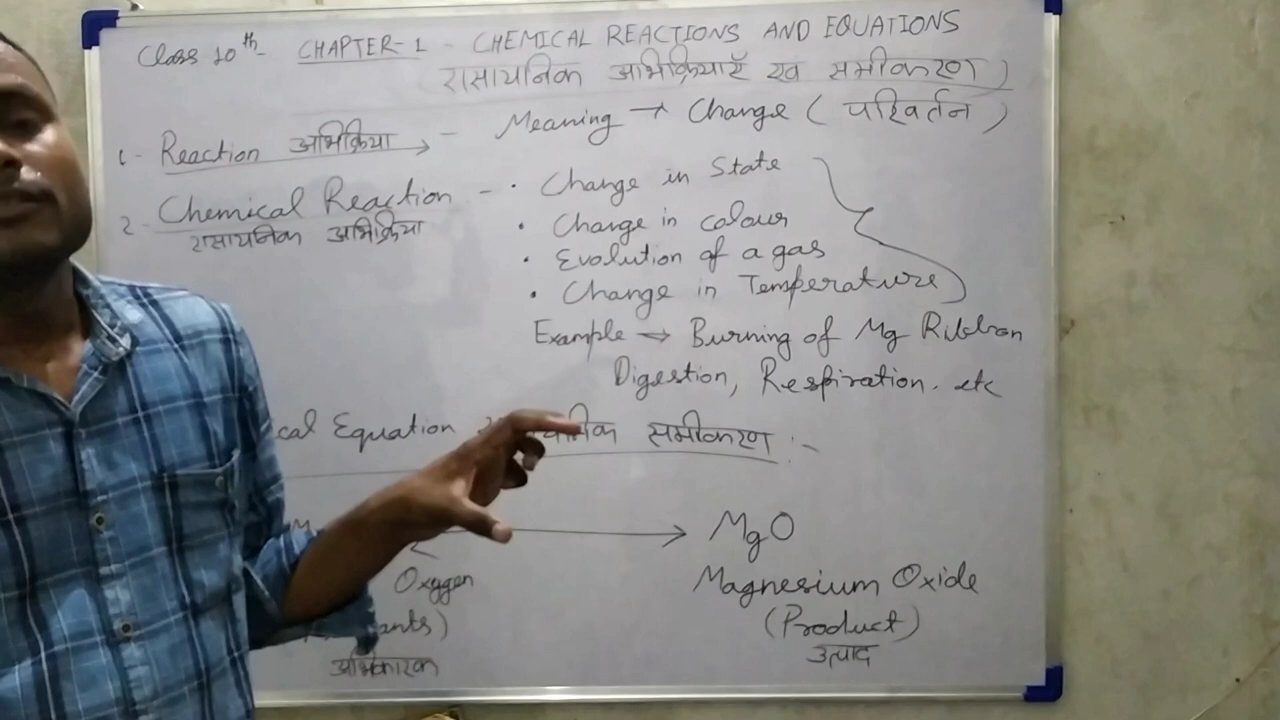 Class 10th CHAPTER-1 - CHEMICAL REACTIONS AND EQUATIONS
रासायनिक अभिक्रियाएँ एवं समीकरण)
1- Reaction अभिक्रिया → - Meaning → Change (परिवर्तन)
2- Chemical Reaction - • Change in State
रासायनिक अभिक्रिया
• Change in colour
• Evolution of a gas
• Change in Temperature
Example → Burning of Mg Ribbon
Digestion, Respiration. etc
cal Equation समीकरण :-
→ MgO
Oxygen Magnesium Oxide
ants) (Product)
अभिकारक उत्पाद